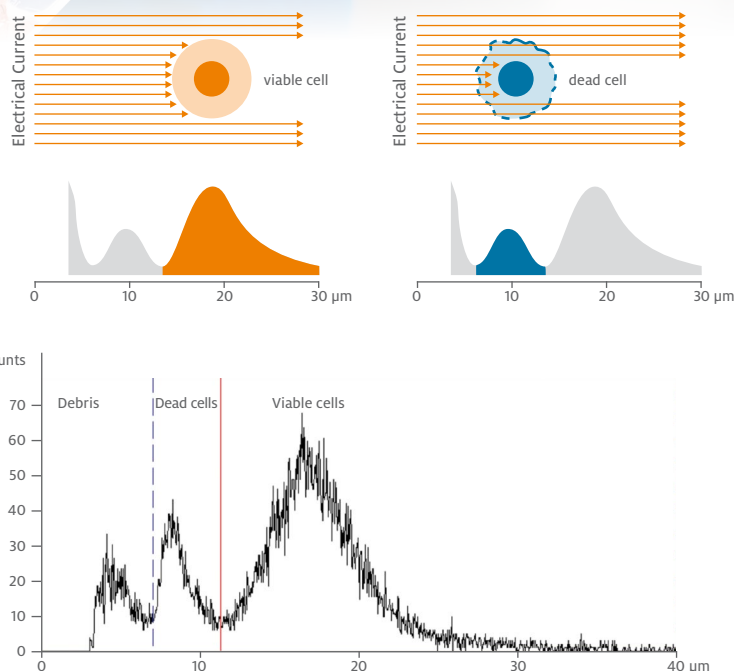 Electrical Current
viable cell
Electrical Current
dead cell
0 10 20 30 µm
0 10 20 30 µm
unts
Debris
Dead cells
Viable cells
70
60
50
40
30
20
10
0
0 10 20 30 40 µm